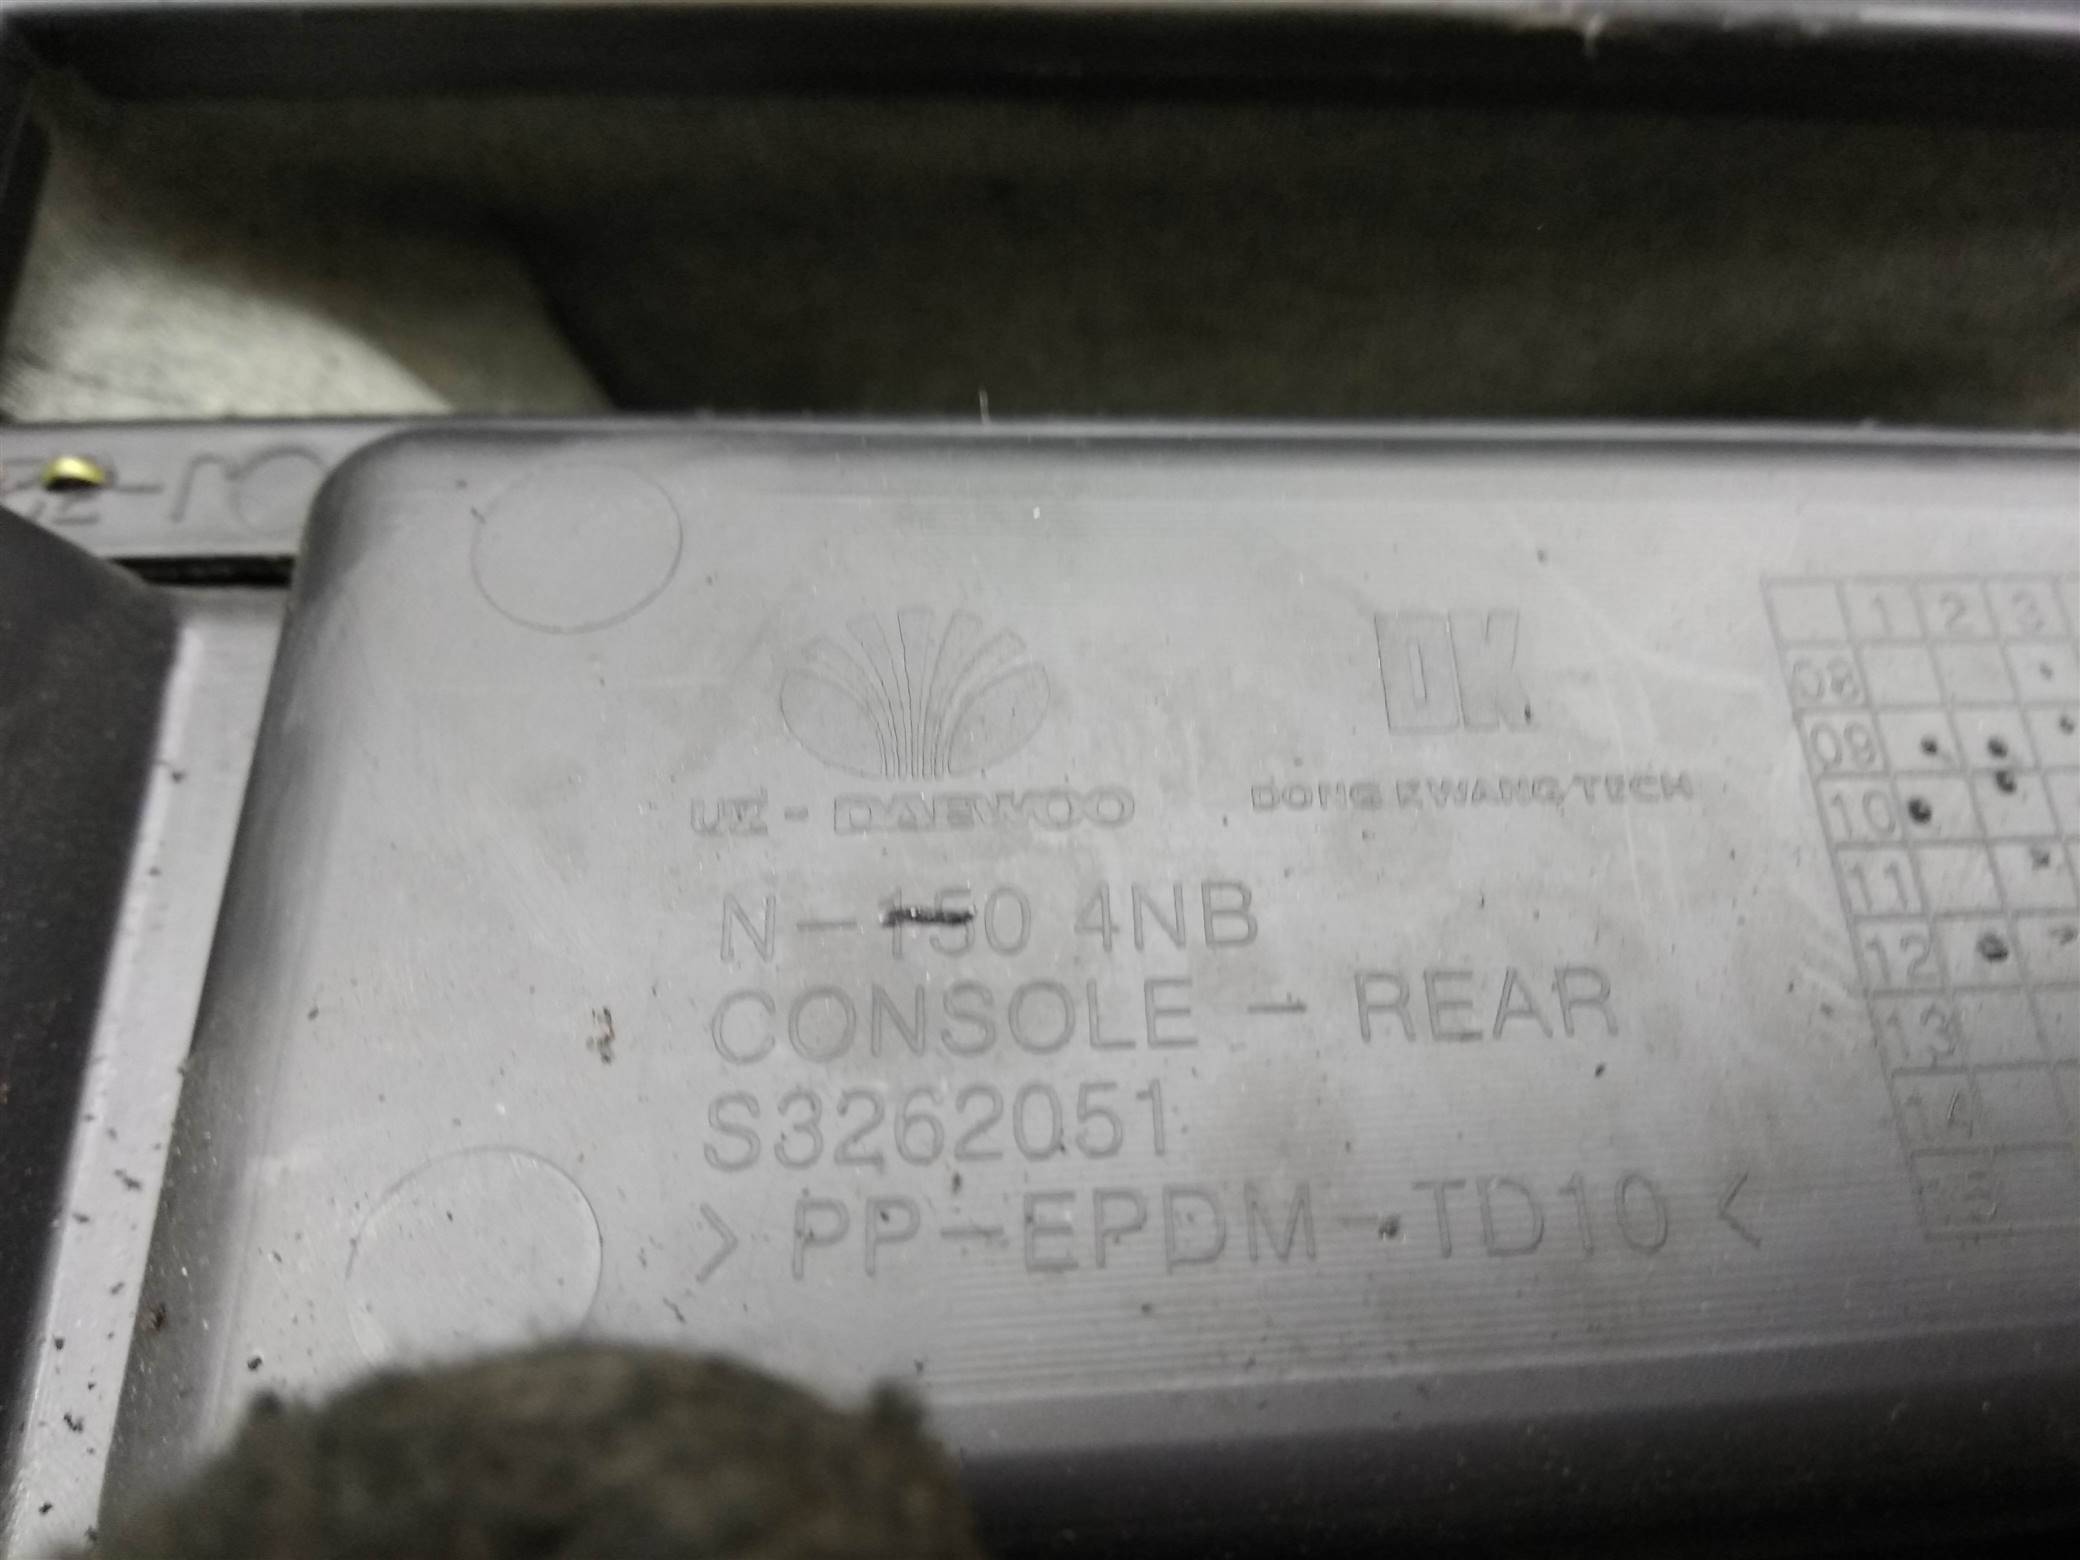 DK
UZ - DAEWOO
DONG KWANG TECH
N-150 4NB
CONSOLE - REAR
S3262051
> PP-EPDM-TD10 <
1 2 3
08
09
10
11
12
13
14
15